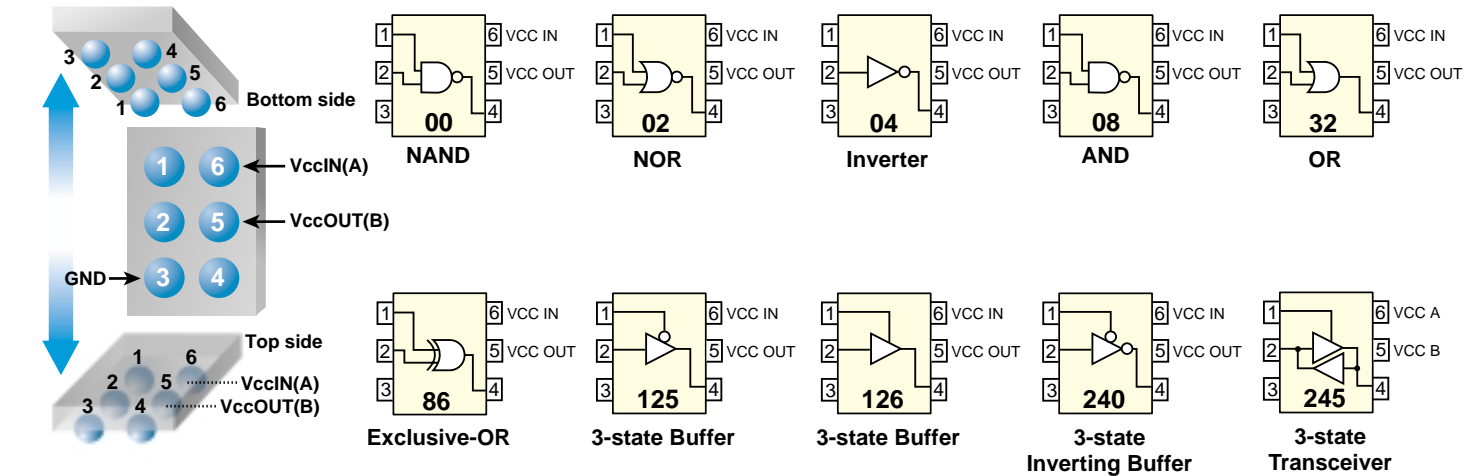 3 4
2 5
1 6
Bottom side
1 6 VccIN(A)
2 5 VccOUT(B)
GND 3 4
Top side
1 6
2 5 VccIN(A)
3 4 VccOUT(B)
1 6 VCC IN
2 5 VCC OUT
3 4
00
NAND
1 6 VCC IN
2 5 VCC OUT
3 4
02
NOR
1 6 VCC IN
2 5 VCC OUT
3 4
04
Inverter
1 6 VCC IN
2 5 VCC OUT
3 4
08
AND
1 6 VCC IN
2 5 VCC OUT
3 4
32
OR
1 6 VCC IN
2 5 VCC OUT
3 4
86
Exclusive-OR
1 6 VCC IN
2 5 VCC OUT
3 4
125
3-state Buffer
1 6 VCC IN
2 5 VCC OUT
3 4
126
3-state Buffer
1 6 VCC IN
2 5 VCC OUT
3 4
240
3-state
Inverting Buffer
1 6 VCC A
2 5 VCC B
3 4
245
3-state
Transceiver